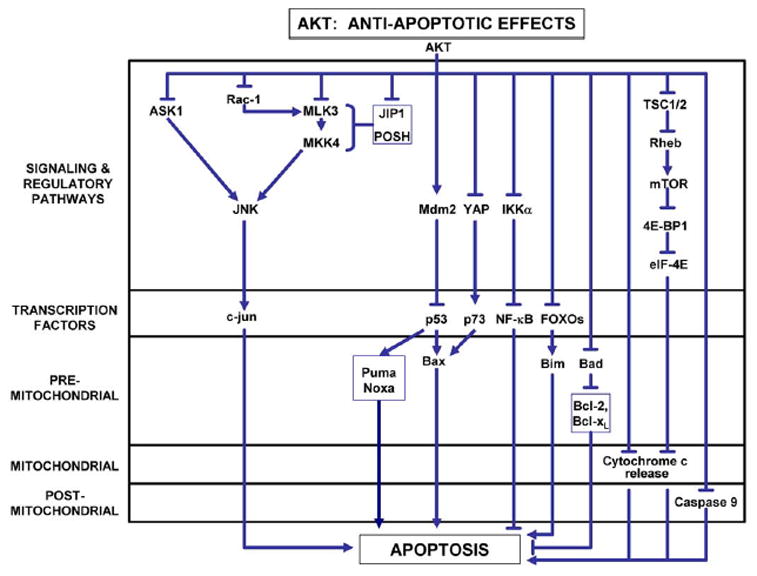 AKT:  ANTI-APOPTOTIC EFFECTS
AKT
SIGNALING &
REGULATORY
PATHWAYS
ASK1
Rac-1
MLK3
MKK4
JIP1
POSH
TSC1/2
Rheb
mTOR
4E-BP1
eIF-4E
JNK
Mdm2
YAP
IKKα
TRANSCRIPTION
FACTORS
c-jun
p53
p73
NF-κB
FOXOs
PRE-
MITOCHONDRIAL
Puma
Noxa
Bax
Bim
Bad
Bcl-2,
Bcl-xL
MITOCHONDRIAL
Cytochrome c
release
POST-
MITOCHONDRIAL
Caspase 9
APOPTOSIS